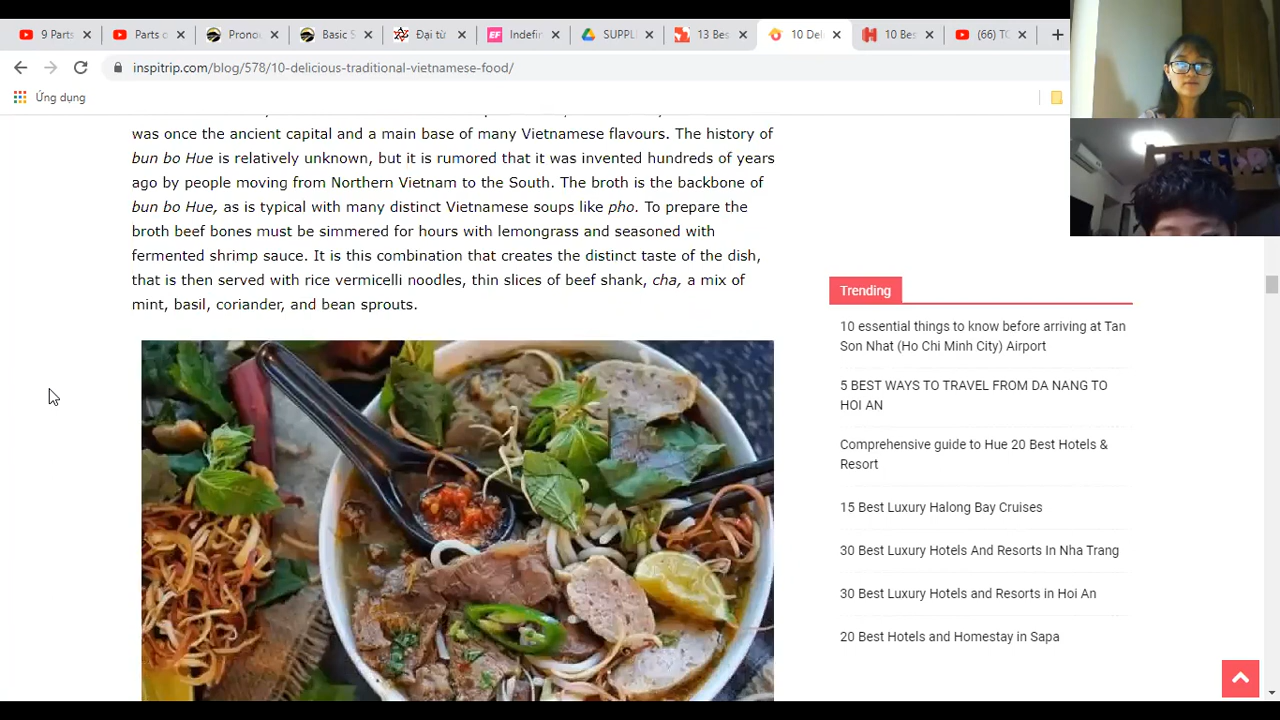 9 Parts
Parts o
Pronou
Basic S
Đại từ
Indefin
SUPPL
13 Bes
10 Deli
10 Bes
(66) TO
inspitrip.com/blog/578/10-delicious-traditional-vietnamese-food/
Ứng dụng
was once the ancient capital and a main base of many Vietnamese flavours. The history of
bun bo Hue is relatively unknown, but it is rumored that it was invented hundreds of years
ago by people moving from Northern Vietnam to the South. The broth is the backbone of
bun bo Hue, as is typical with many distinct Vietnamese soups like pho. To prepare the
broth beef bones must be simmered for hours with lemongrass and seasoned with
fermented shrimp sauce. It is this combination that creates the distinct taste of the dish,
that is then served with rice vermicelli noodles, thin slices of beef shank, cha, a mix of
mint, basil, coriander, and bean sprouts.
Trending
10 essential things to know before arriving at Tan
Son Nhat (Ho Chi Minh City) Airport
5 BEST WAYS TO TRAVEL FROM DA NANG TO
HOI AN
Comprehensive guide to Hue 20 Best Hotels &
Resort
15 Best Luxury Halong Bay Cruises
30 Best Luxury Hotels And Resorts In Nha Trang
30 Best Luxury Hotels and Resorts in Hoi An
20 Best Hotels and Homestay in Sapa